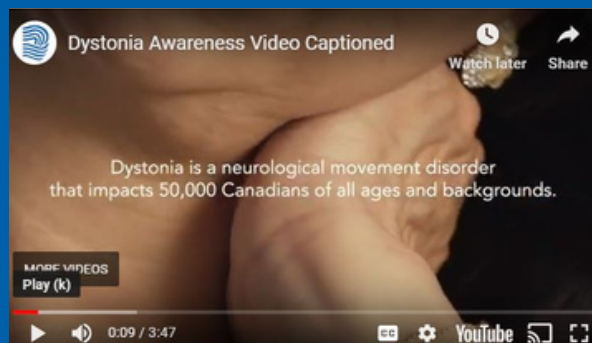 Dystonia Awareness Video Captioned
Watch later
Share
Dystonia is a neurological movement disorder
that impacts 50,000 Canadians of all ages and backgrounds.
MORE VIDEOS
Play (k)
0:09 / 3:47
CC
YouTube